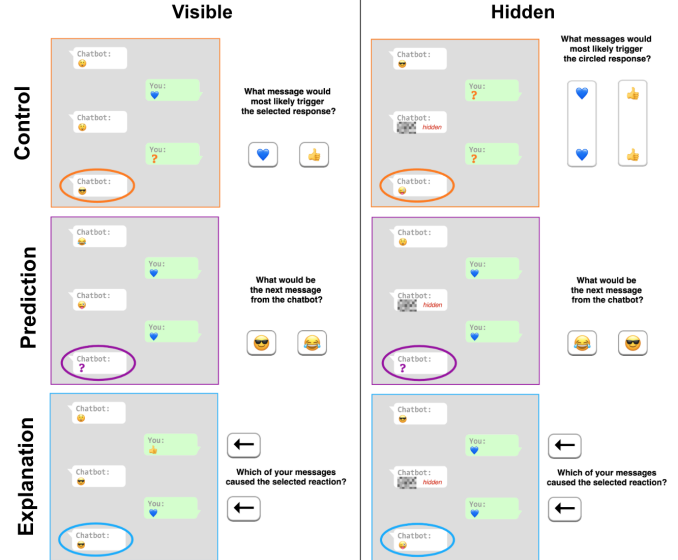 Visible
Hidden
Control
Chatbot:
You:
Chatbot:
You:
?
Chatbot:
What message would
most likely trigger
the selected response?
Chatbot:
You:
?
Chatbot:
hidden
You:
?
Chatbot:
What messages would
most likely trigger
the circled response?
Prediction
Chatbot:
You:
Chatbot:
You:
Chatbot:
?
What would be
the next message
from the chatbot?
Chatbot:
You:
Chatbot:
hidden
You:
Chatbot:
?
What would be
the next message
from the chatbot?
Explanation
Chatbot:
You:
Chatbot:
You:
Chatbot:
Which of your messages
caused the selected reaction?
Chatbot:
You:
Chatbot:
hidden
You:
Chatbot:
Which of your messages
caused the selected reaction?